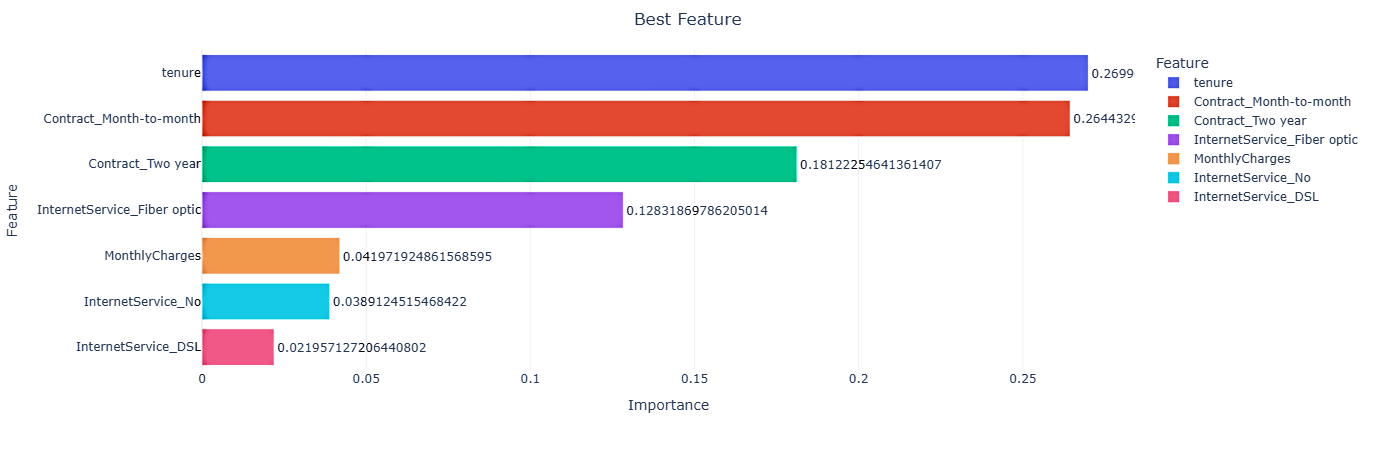 Best Feature
Feature
tenure
Contract_Month-to-month
Contract_Two year
InternetService_Fiber optic
MonthlyCharges
InternetService_No
InternetService_DSL
0.2699
0.2644329
0.18122254641361407
0.12831869786205014
0.041971924861568595
0.0389124515468422
0.021957127206440802
0 0.05 0.1 0.15 0.2 0.25
Importance
Feature
tenure
Contract_Month-to-month
Contract_Two year
InternetService_Fiber optic
MonthlyCharges
InternetService_No
InternetService_DSL